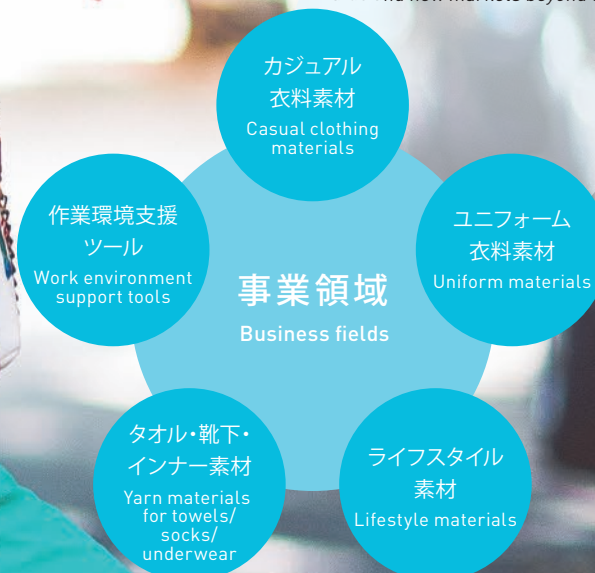 new markets beyond
カジュアル
衣料素材
Casual clothing
materials
作業環境支援
ツール
Work environment
support tools
ユニフォーム
衣料素材
Uniform materials
事業領域
Business fields
タオル・靴下・
インナー素材
Yarn materials
for towels/
socks/
underwear
ライフスタイル
素材
Lifestyle materials